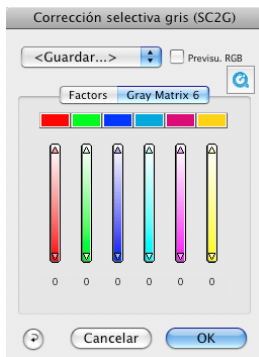 Corrección selectiva gris (SC2G)
<Guardar...> Previsu. RGB
Factors Gray Matrix 6
0 0 0 0 0 0
Cancelar OK